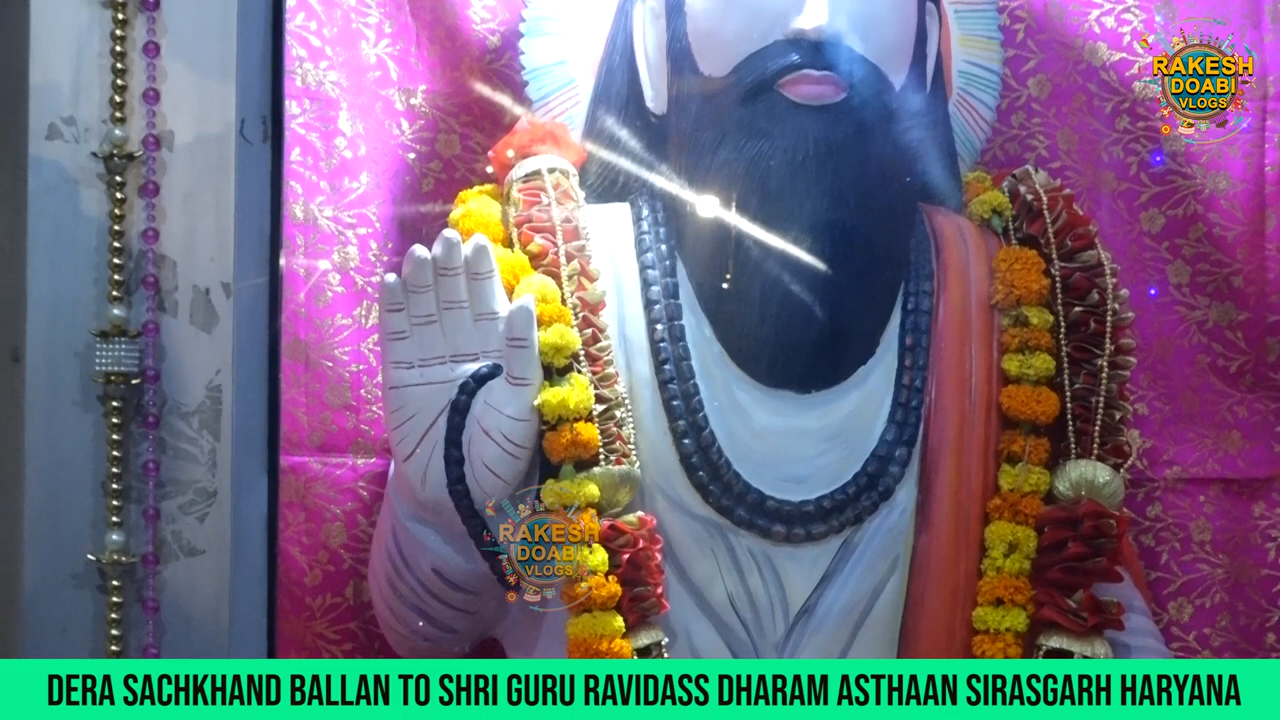 RAKESH
DOABI
VLOGS
RAKESH
DOABI
VLOGS
DERA SACHKHAND BALLAN TO SHRI GURU RAVIDASS DHARAM ASTHAAN SIRASGARH HARYANA